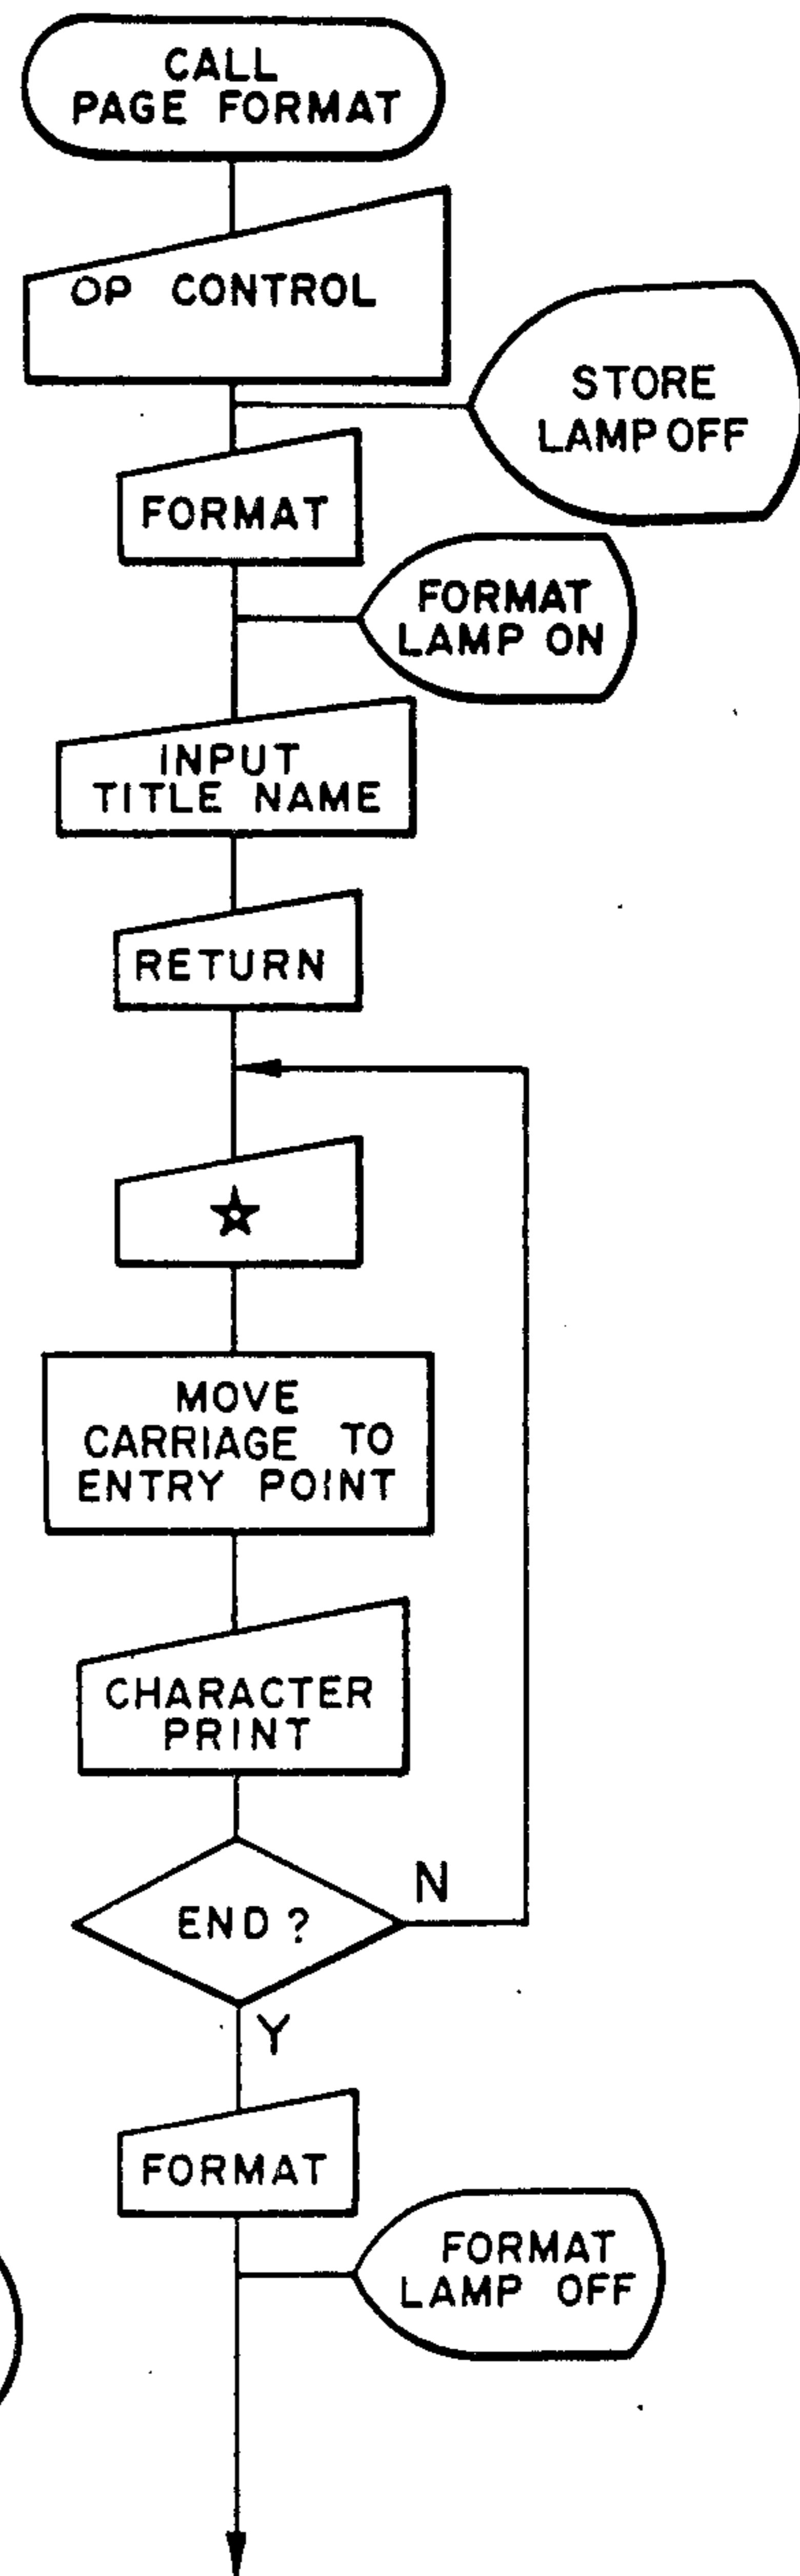 CALL
PAGE FORMAT
OP CONTROL
STORE
LAMP OFF
FORMAT
FORMAT
LAMP ON
INPUT
TITLE NAME
RETURN
☆
MOVE
CARRIAGE TO
ENTRY POINT
CHARACTER
PRINT
END?
N
Y
FORMAT
FORMAT
LAMP OFF